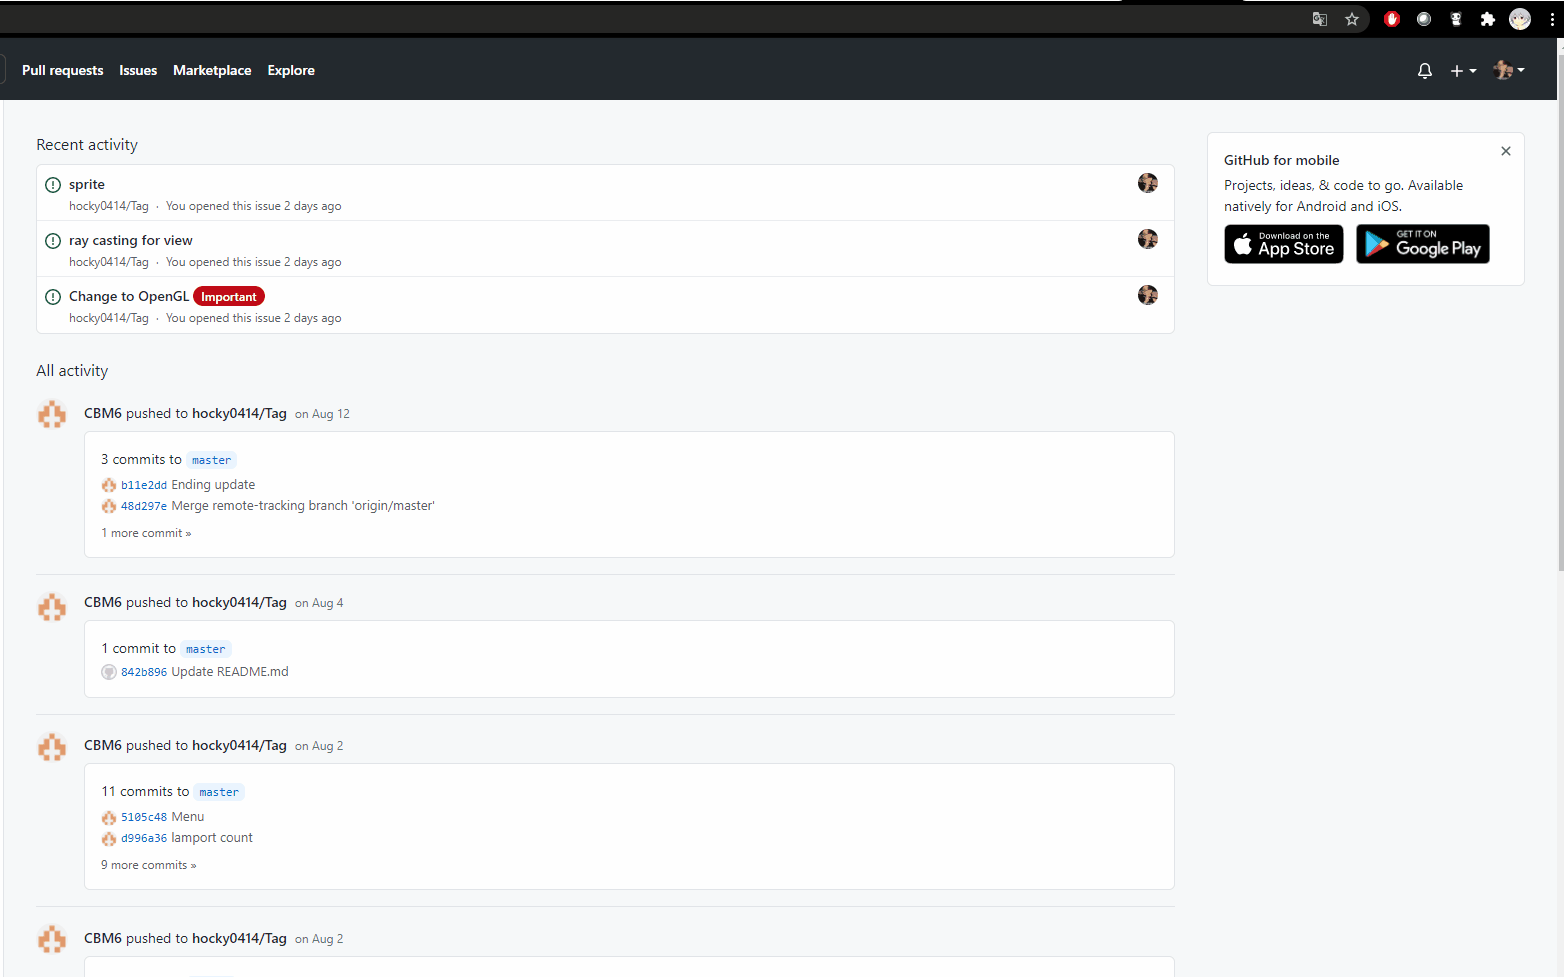 Pull requests Issues Marketplace Explore
Recent activity
sprite
hocky0414/Tag · You opened this issue 2 days ago
ray casting for view
hocky0414/Tag · You opened this issue 2 days ago
Change to OpenGL Important
hocky0414/Tag · You opened this issue 2 days ago
GitHub for mobile
Projects, ideas, & code to go. Available
natively for Android and iOS.
Download on the
App Store
GET IT ON
Google Play
All activity
CBM6 pushed to hocky0414/Tag on Aug 12
3 commits to master
b11e2dd Ending update
48d297e Merge remote-tracking branch 'origin/master'
1 more commit »
CBM6 pushed to hocky0414/Tag on Aug 4
1 commit to master
842b896 Update README.md
CBM6 pushed to hocky0414/Tag on Aug 2
11 commits to master
5105c48 Menu
d996a36 lamport count
9 more commits »
CBM6 pushed to hocky0414/Tag on Aug 2